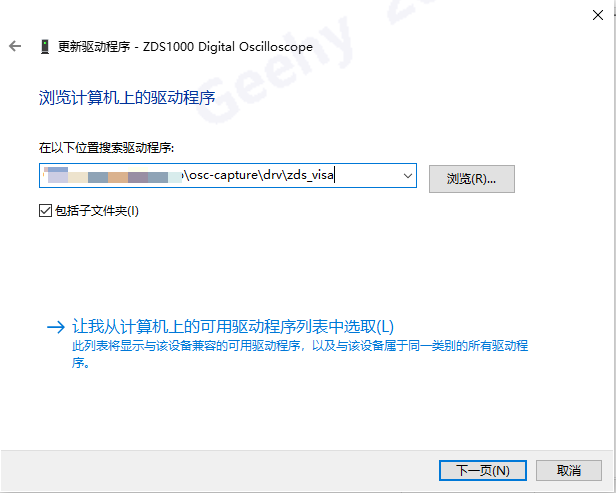 Geehy
更新驱动程序 - ZDS1000 Digital Oscilloscope
浏览计算机上的驱动程序
在以下位置搜索驱动程序:
\osc-capture\drv\zds_visa
浏览(R)...
包括子文件夹(I)
让我从计算机上的可用驱动程序列表中选取(L)
此列表将显示与该设备兼容的可用驱动程序，以及与该设备属于同一类别的所有驱动程
序。
下一页(N)
取消